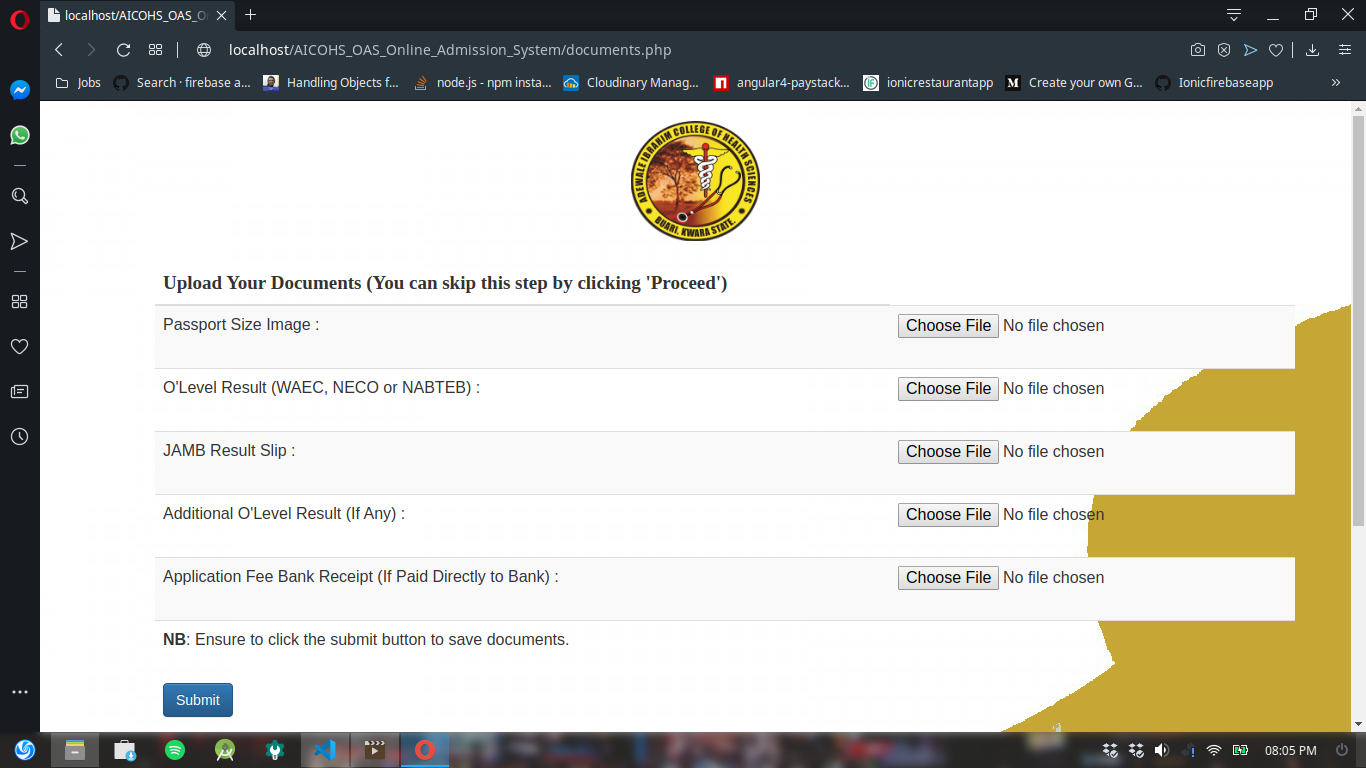 localhost/AICOHS_OAS_O
localhost/AICOHS_OAS_Online_Admission_System/documents.php
Jobs Search · firebase a... Handling Objects f... node.js - npm insta... Cloudinary Manag... angular4-paystack... ionicrestaurantapp Create your own G... Ionicfirebaseapp »
ADEWALE IBRAHIM COLLEGE OF HEALTH SCIENCES
BUARI, KWARA STATE.
Upload Your Documents (You can skip this step by clicking 'Proceed')
Passport Size Image : Choose File No file chosen
O'Level Result (WAEC, NECO or NABTEB) : Choose File No file chosen
JAMB Result Slip : Choose File No file chosen
Additional O'Level Result (If Any) : Choose File No file chosen
Application Fee Bank Receipt (If Paid Directly to Bank) : Choose File No file chosen
NB: Ensure to click the submit button to save documents.
Submit
08:05 PM